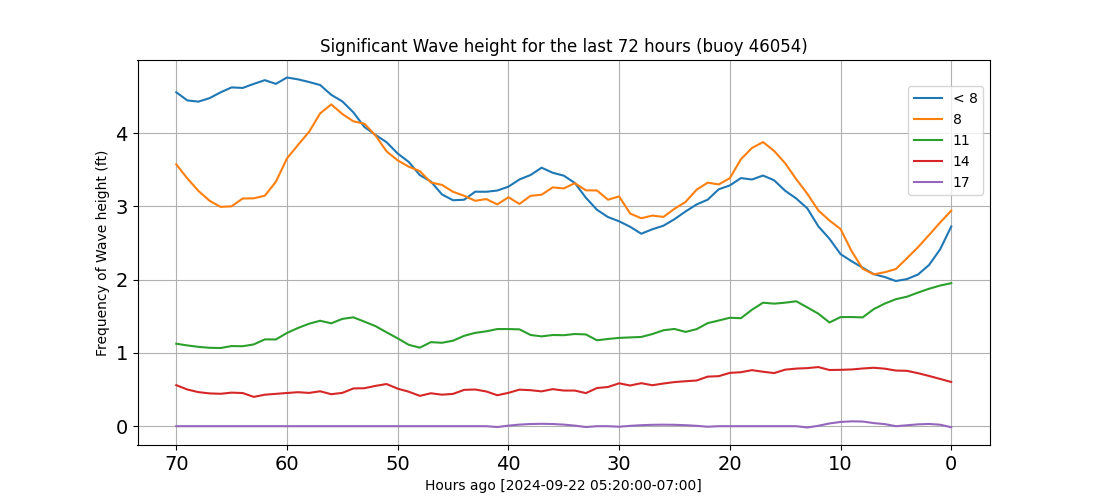 Significant Wave height for the last 72 hours (buoy 46054)
Frequency of Wave height (ft)
4
3
2
1
0
< 8
8
11
14
17
70 60 50 40 30 20 10 0
Hours ago [2024-09-22 05:20:00-07:00]